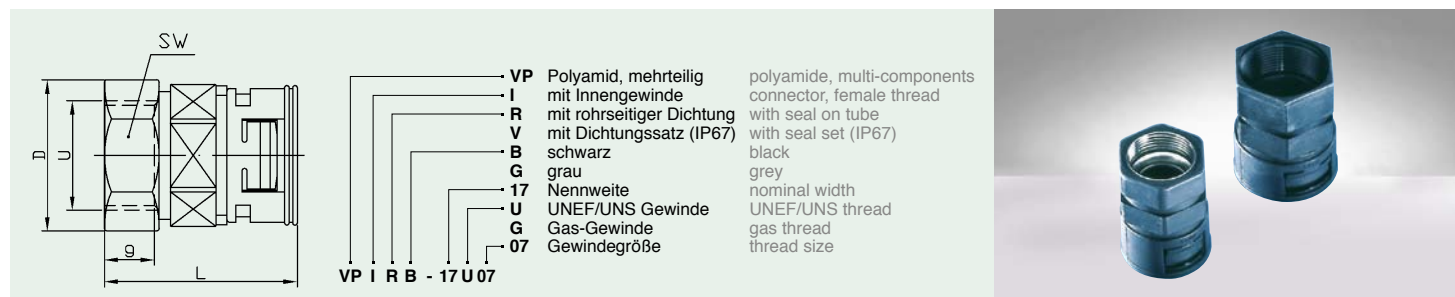 SW
D
U
g
L
VP Polyamid, mehrteilig polyamide, multi-components
I mit Innengewinde connector, female thread
R mit rohrseitiger Dichtung with seal on tube
V mit Dichtungssatz (IP67) with seal set (IP67)
B schwarz black
G grau grey
17 Nennweite nominal width
U UNEF/UNS Gewinde UNEF/UNS thread
G Gas-Gewinde gas thread
07 Gewindegröße thread size
VP I R B - 17 U 07